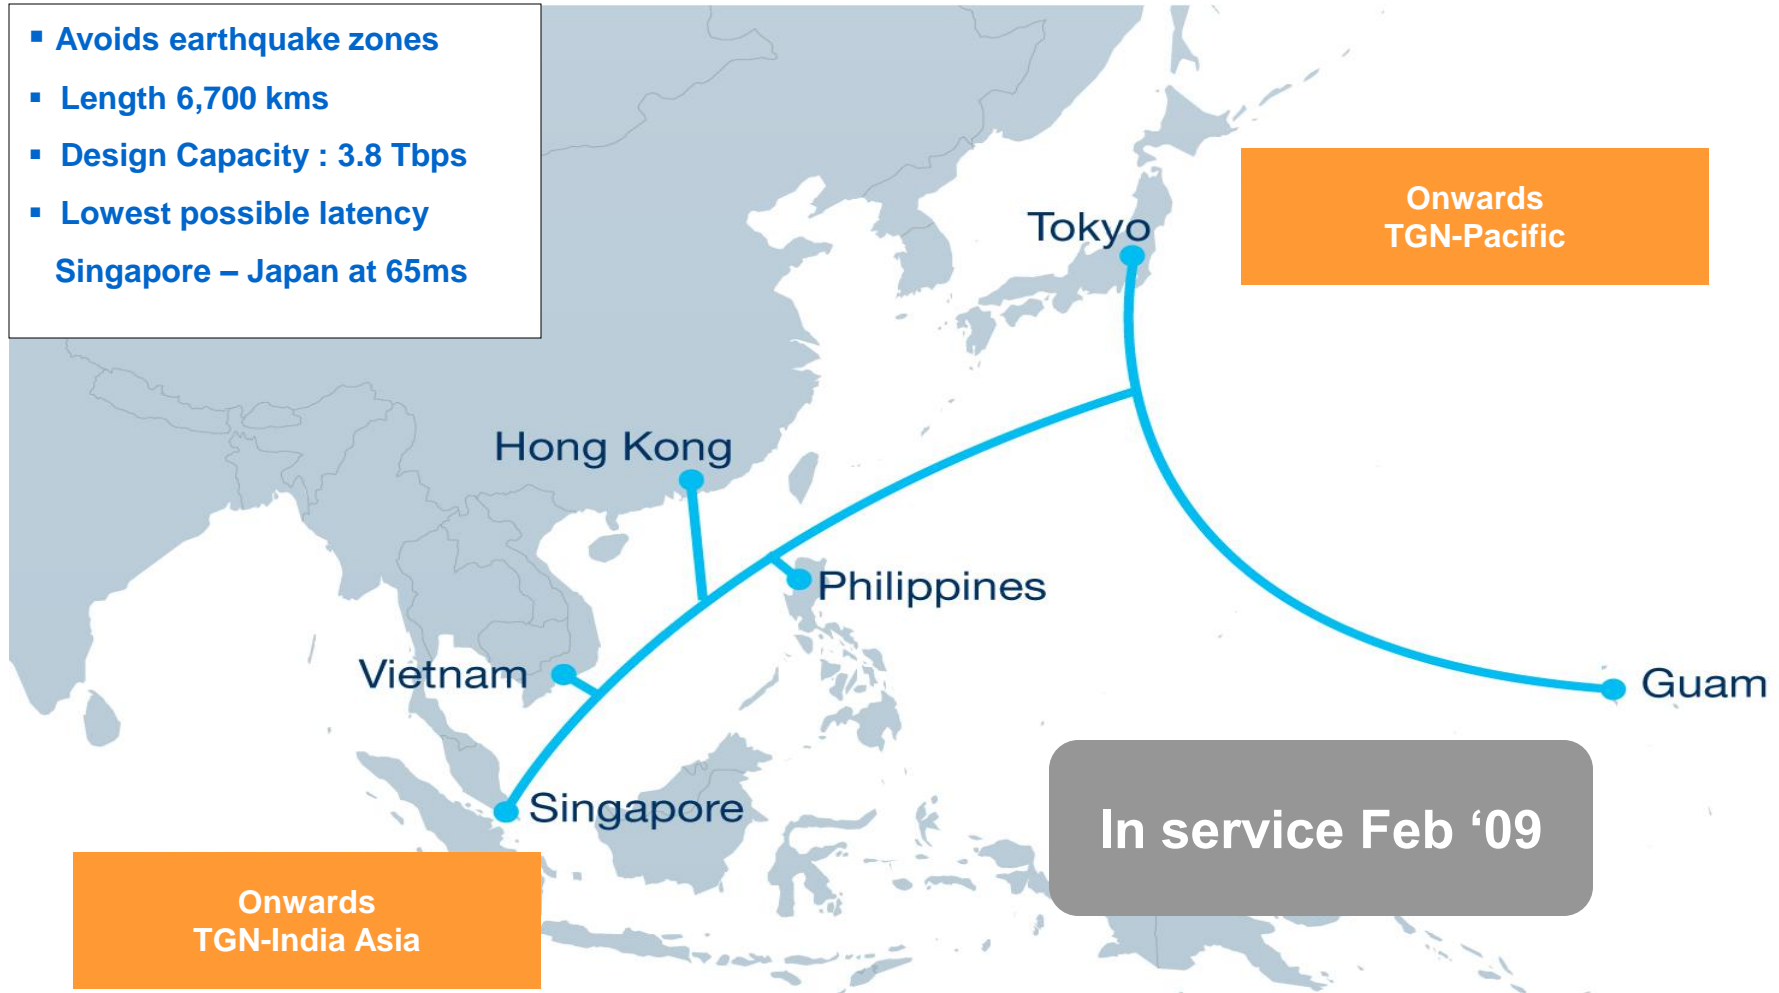 ▪ Avoids earthquake zones
▪ Length 6,700 kms
▪ Design Capacity : 3.8 Tbps
▪ Lowest possible latency
Singapore – Japan at 65ms
Onwards
TGN-Pacific
Tokyo
Hong Kong
Philippines
Vietnam
Guam
Singapore
In service Feb ‘09
Onwards
TGN-India Asia